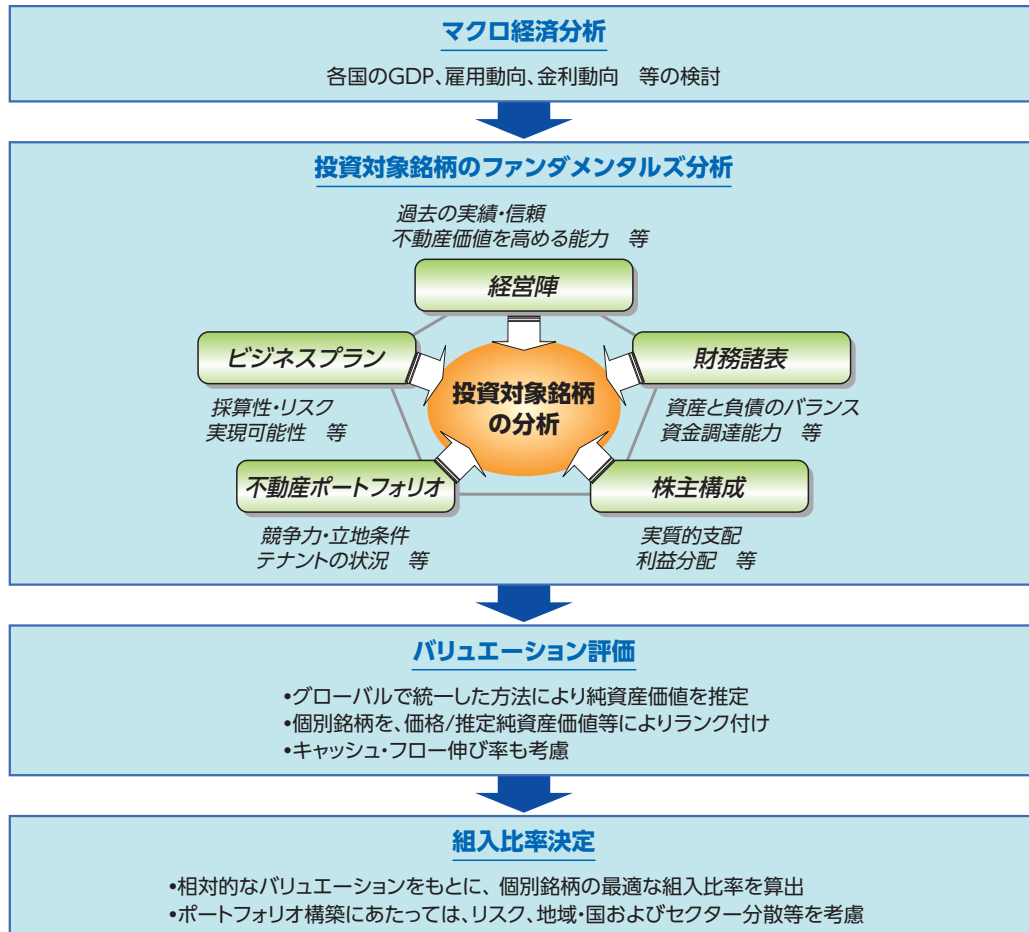 マクロ経済分析
各国のGDP、雇用動向、金利動向　等の検討
投資対象銘柄のファンダメンタルズ分析
過去の実績・信頼
不動産価値を高める能力　等
経営陣
ビジネスプラン
財務諸表
採算性・リスク
実現可能性　等
投資対象銘柄
の分析
資産と負債のバランス
資金調達能力　等
不動産ポートフォリオ
株主構成
競争力・立地条件
テナントの状況　等
実質的支配
利益分配　等
バリュエーション評価
•グローバルで統一した方法により純資産価値を推定
•個別銘柄を、価格/推定純資産価値等によりランク付け
•キャッシュ・フロー伸び率も考慮
組入比率決定
•相対的なバリュエーションをもとに、個別銘柄の最適な組入比率を算出
•ポートフォリオ構築にあたっては、リスク、地域・国およびセクター分散等を考慮